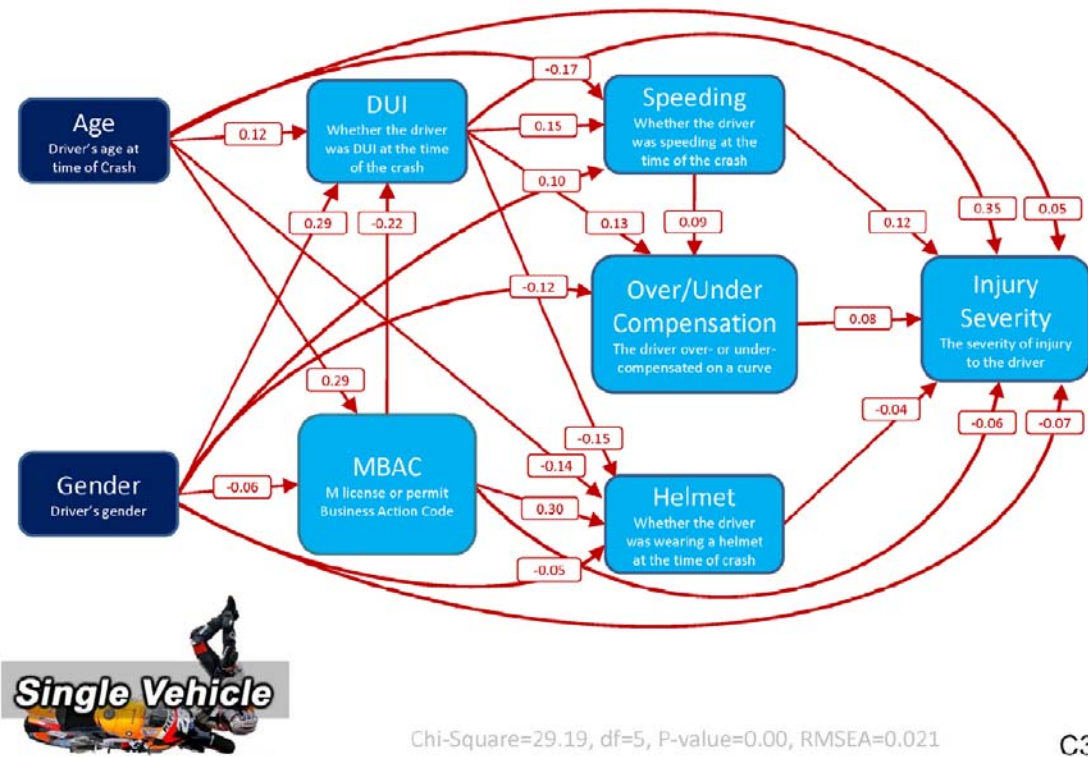 Age
Driver's age at
time of Crash
DUI
Whether the driver
was DUI at the time
of the crash
Speeding
Whether the driver
was speeding at the
time of the crash
-0.17
0.12
0.15
0.10
0.29
-0.22
0.13
0.09
0.12
0.35
0.05
Over/Under
Compensation
The driver over- or under-
compensated on a curve
Injury
Severity
The severity of injury
to the driver
-0.12
0.08
0.29
-0.04
-0.06
-0.07
-0.15
-0.14
Gender
Driver's gender
-0.06
MBAC
M license or permit
Business Action Code
0.30
Helmet
Whether the driver
was wearing a helmet
at the time of crash
-0.05
Single Vehicle
Chi-Square=29.19, df=5, P-value=0.00, RMSEA=0.021
C3